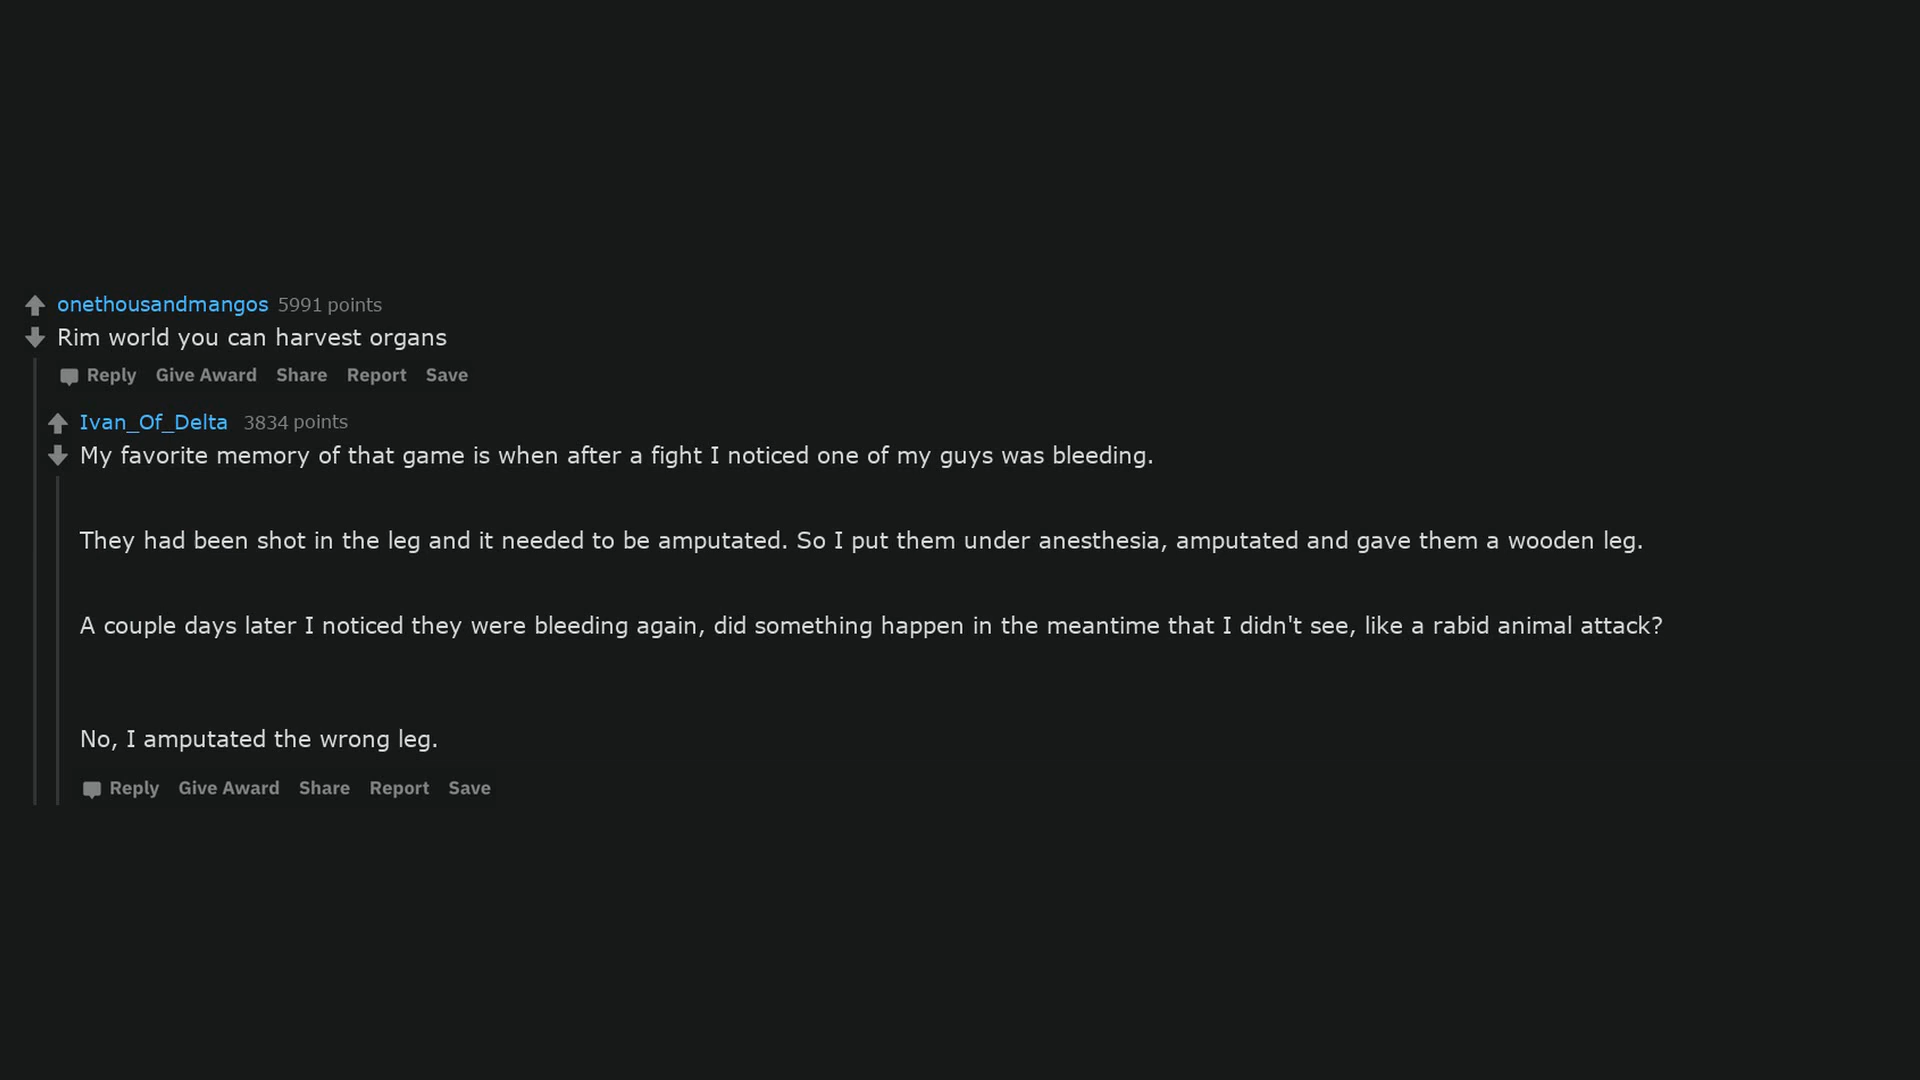 onethousandmangos 5991 points
Rim world you can harvest organs
Reply Give Award Share Report Save
Ivan_Of_Delta 3834 points
My favorite memory of that game is when after a fight I noticed one of my guys was bleeding.
They had been shot in the leg and it needed to be amputated. So I put them under anesthesia, amputated and gave them a wooden leg.
A couple days later I noticed they were bleeding again, did something happen in the meantime that I didn't see, like a rabid animal attack?
No, I amputated the wrong leg.
Reply Give Award Share Report Save